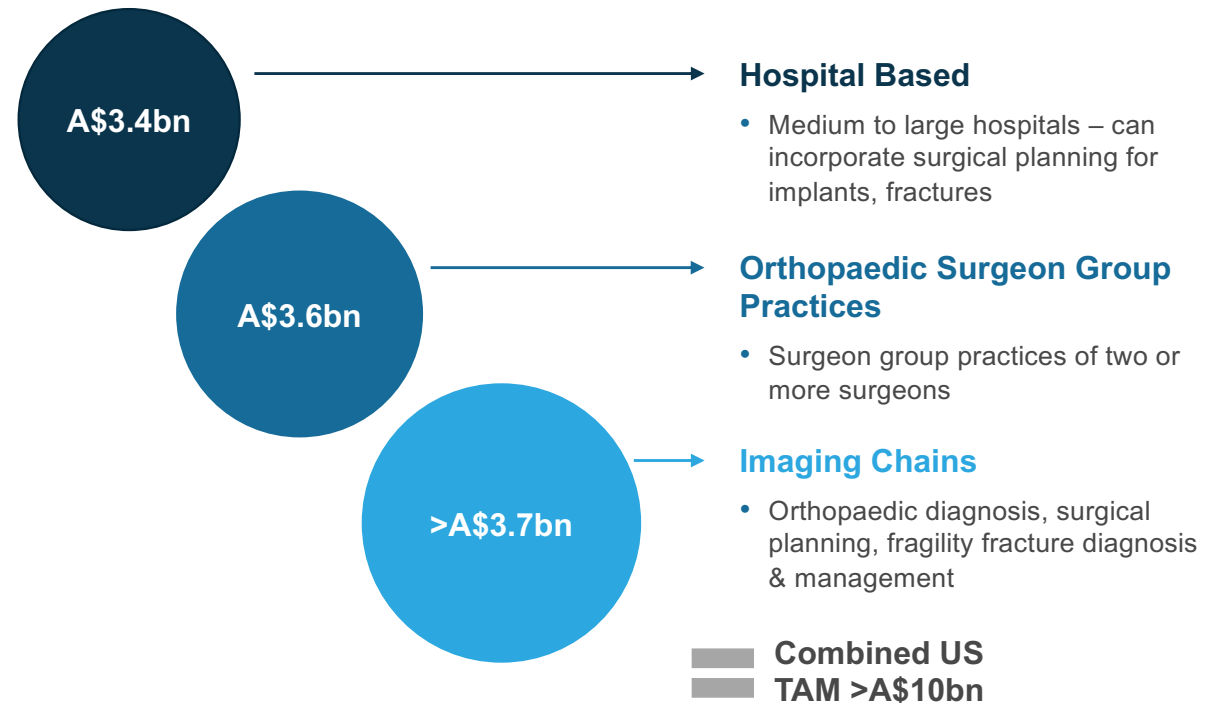 A$3.4bn
Hospital Based
• Medium to large hospitals – can
incorporate surgical planning for
implants, fractures
A$3.6bn
Orthopaedic Surgeon Group
Practices
• Surgeon group practices of two or
more surgeons
>A$3.7bn
Imaging Chains
• Orthopaedic diagnosis, surgical
planning, fragility fracture diagnosis
& management
Combined US
TAM >A$10bn